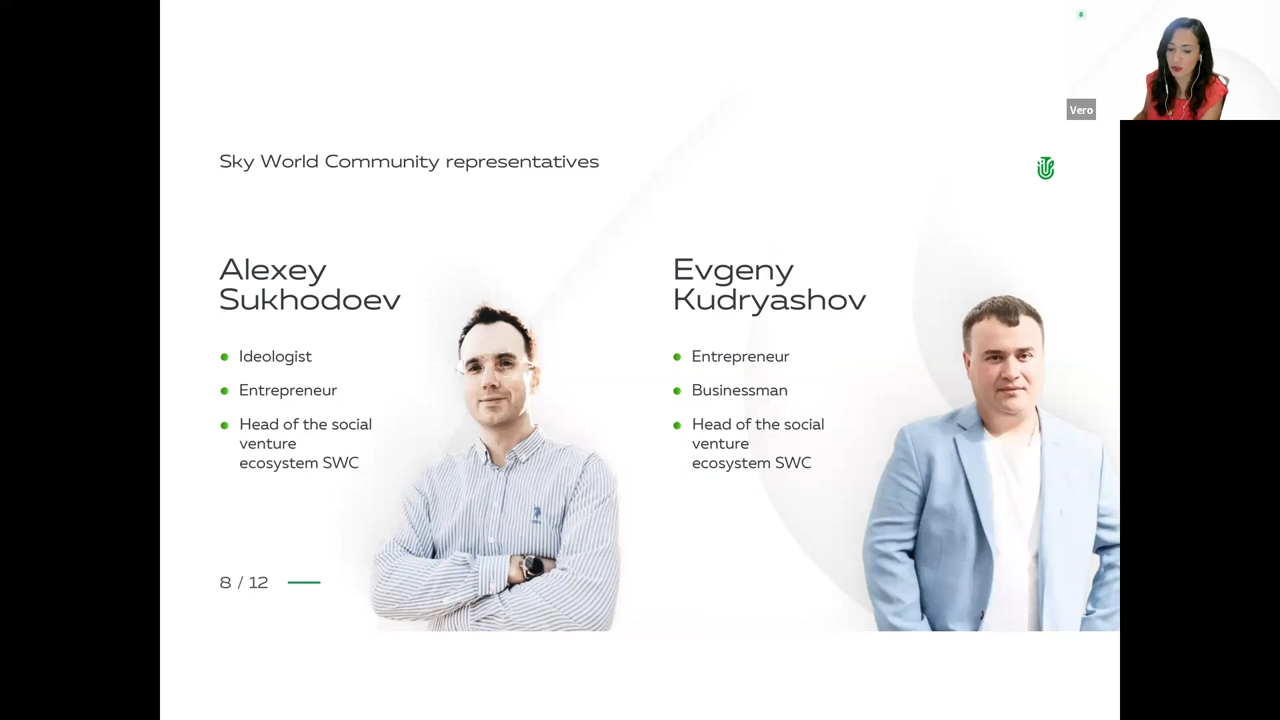 Vero
Sky World Community representatives
Alexey
Sukhodoev
Ideologist
Entrepreneur
Head of the social
venture
ecosystem SWC
Evgeny
Kudryashov
Entrepreneur
Businessman
Head of the social
venture
ecosystem SWC
8 / 12